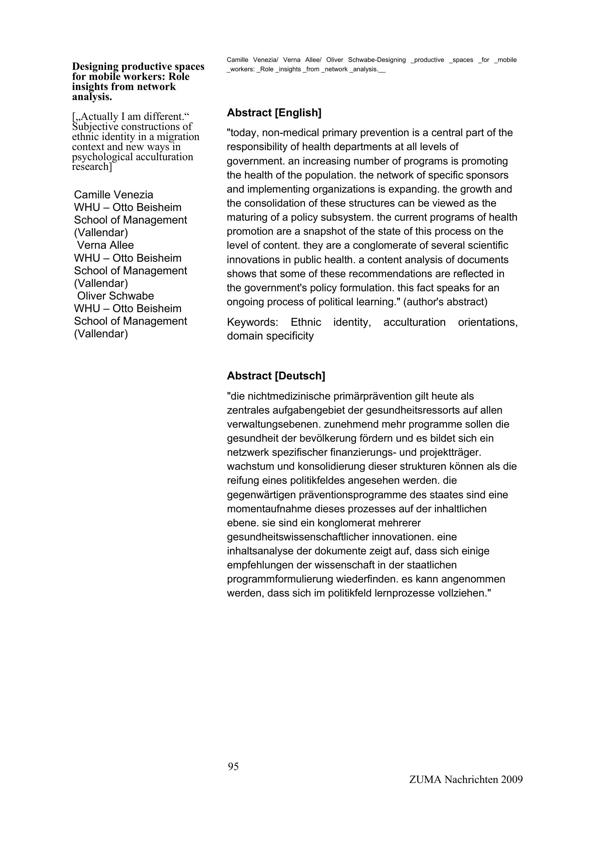 Camille Venezia/ Verna Allee/ Oliver Schwabe-Designing _productive _spaces _for _mobile
_workers: _Role _insights _from _network _analysis.__
Designing productive spaces
for mobile workers: Role
insights from network
analysis.
[„Actually I am different.“
Subjective constructions of
ethnic identity in a migration
context and new ways in
psychological acculturation
research]
Camille Venezia
WHU – Otto Beisheim
School of Management
(Vallendar)
Verna Allee
WHU – Otto Beisheim
School of Management
(Vallendar)
Oliver Schwabe
WHU – Otto Beisheim
School of Management
(Vallendar)
Abstract [English]
"today, non-medical primary prevention is a central part of the
responsibility of health departments at all levels of
government. an increasing number of programs is promoting
the health of the population. the network of specific sponsors
and implementing organizations is expanding. the growth and
the consolidation of these structures can be viewed as the
maturing of a policy subsystem. the current programs of health
promotion are a snapshot of the state of this process on the
level of content. they are a conglomerate of several scientific
innovations in public health. a content analysis of documents
shows that some of these recommendations are reflected in
the government's policy formulation. this fact speaks for an
ongoing process of political learning." (author's abstract)
Keywords: Ethnic identity, acculturation orientations,
domain specificity
Abstract [Deutsch]
"die nichtmedizinische primärprävention gilt heute als
zentrales aufgabengebiet der gesundheitsressorts auf allen
verwaltungsebenen. zunehmend mehr programme sollen die
gesundheit der bevölkerung fördern und es bildet sich ein
netzwerk spezifischer finanzierungs- und projektträger.
wachstum und konsolidierung dieser strukturen können als die
reifung eines politikfeldes angesehen werden. die
gegenwärtigen präventionsprogramme des staates sind eine
momentaufnahme dieses prozesses auf der inhaltlichen
ebene. sie sind ein konglomerat mehrerer
gesundheitswissenschaftlicher innovationen. eine
inhaltsanalyse der dokumente zeigt auf, dass sich einige
empfehlungen der wissenschaft in der staatlichen
programmformulierung wiederfinden. es kann angenommen
werden, dass sich im politikfeld lernprozesse vollziehen."
95
ZUMA Nachrichten 2009